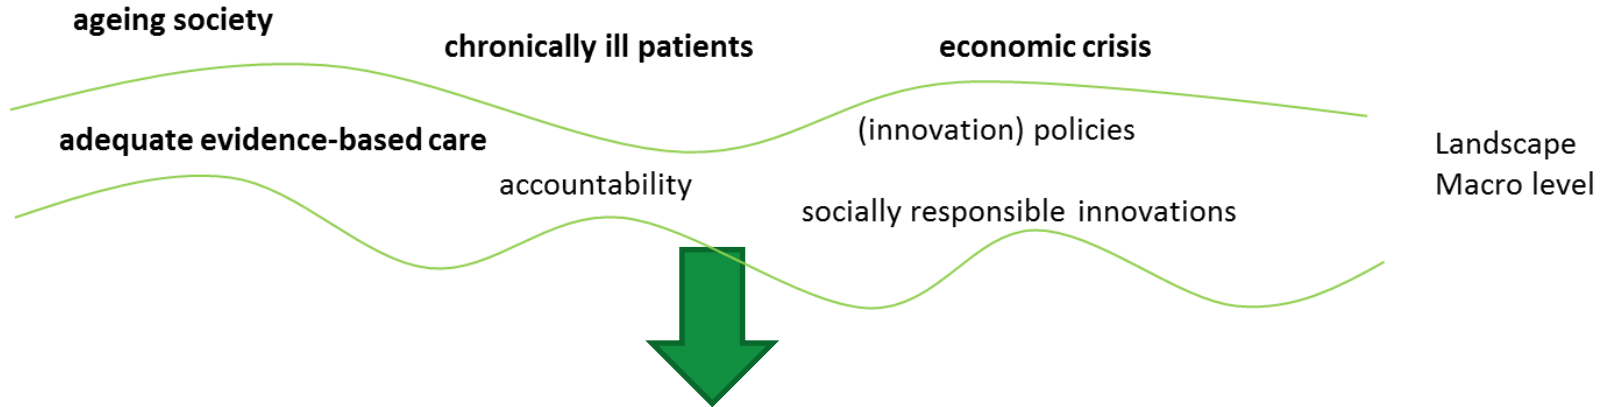 ageing society
chronically ill patients
economic crisis
adequate evidence-based care
(innovation) policies
accountability
socially responsible innovations
Landscape
Macro level